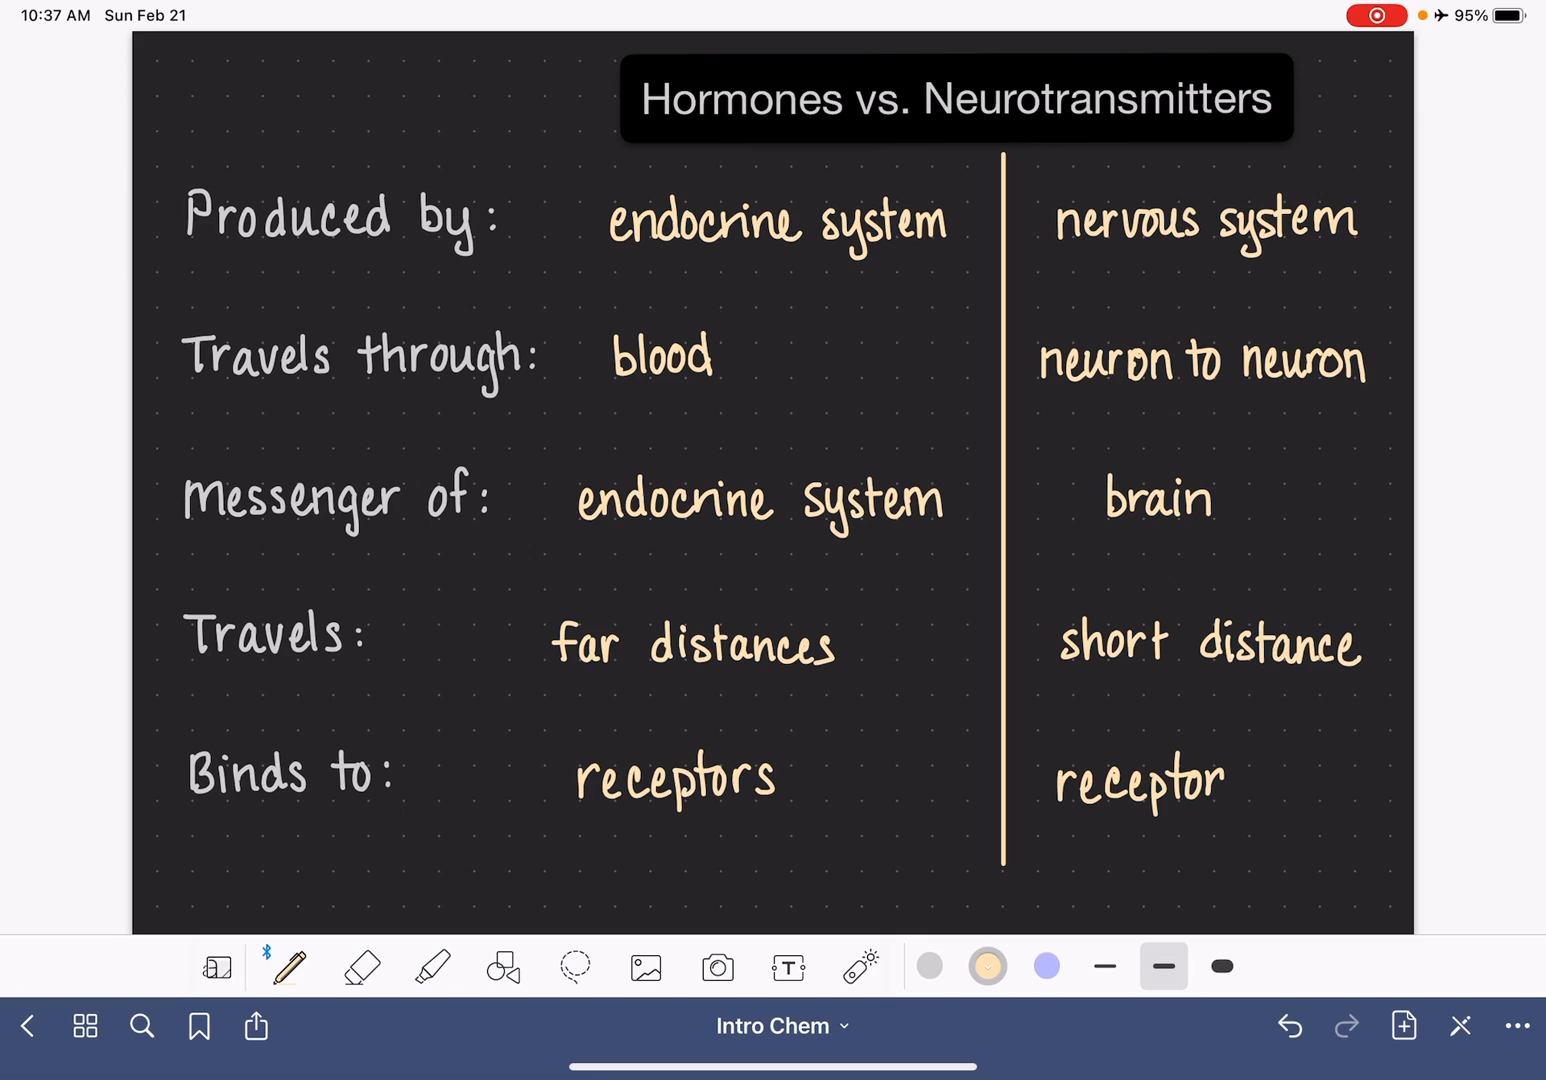 10:37 AM Sun Feb 21 95%
Hormones vs. Neurotransmitters
Produced by: endocrine system nervous system
Travels through: blood neuron to neuron
Messenger of: endocrine system brain
Travels: far distances short distance
Binds to: receptors receptor
Intro Chem